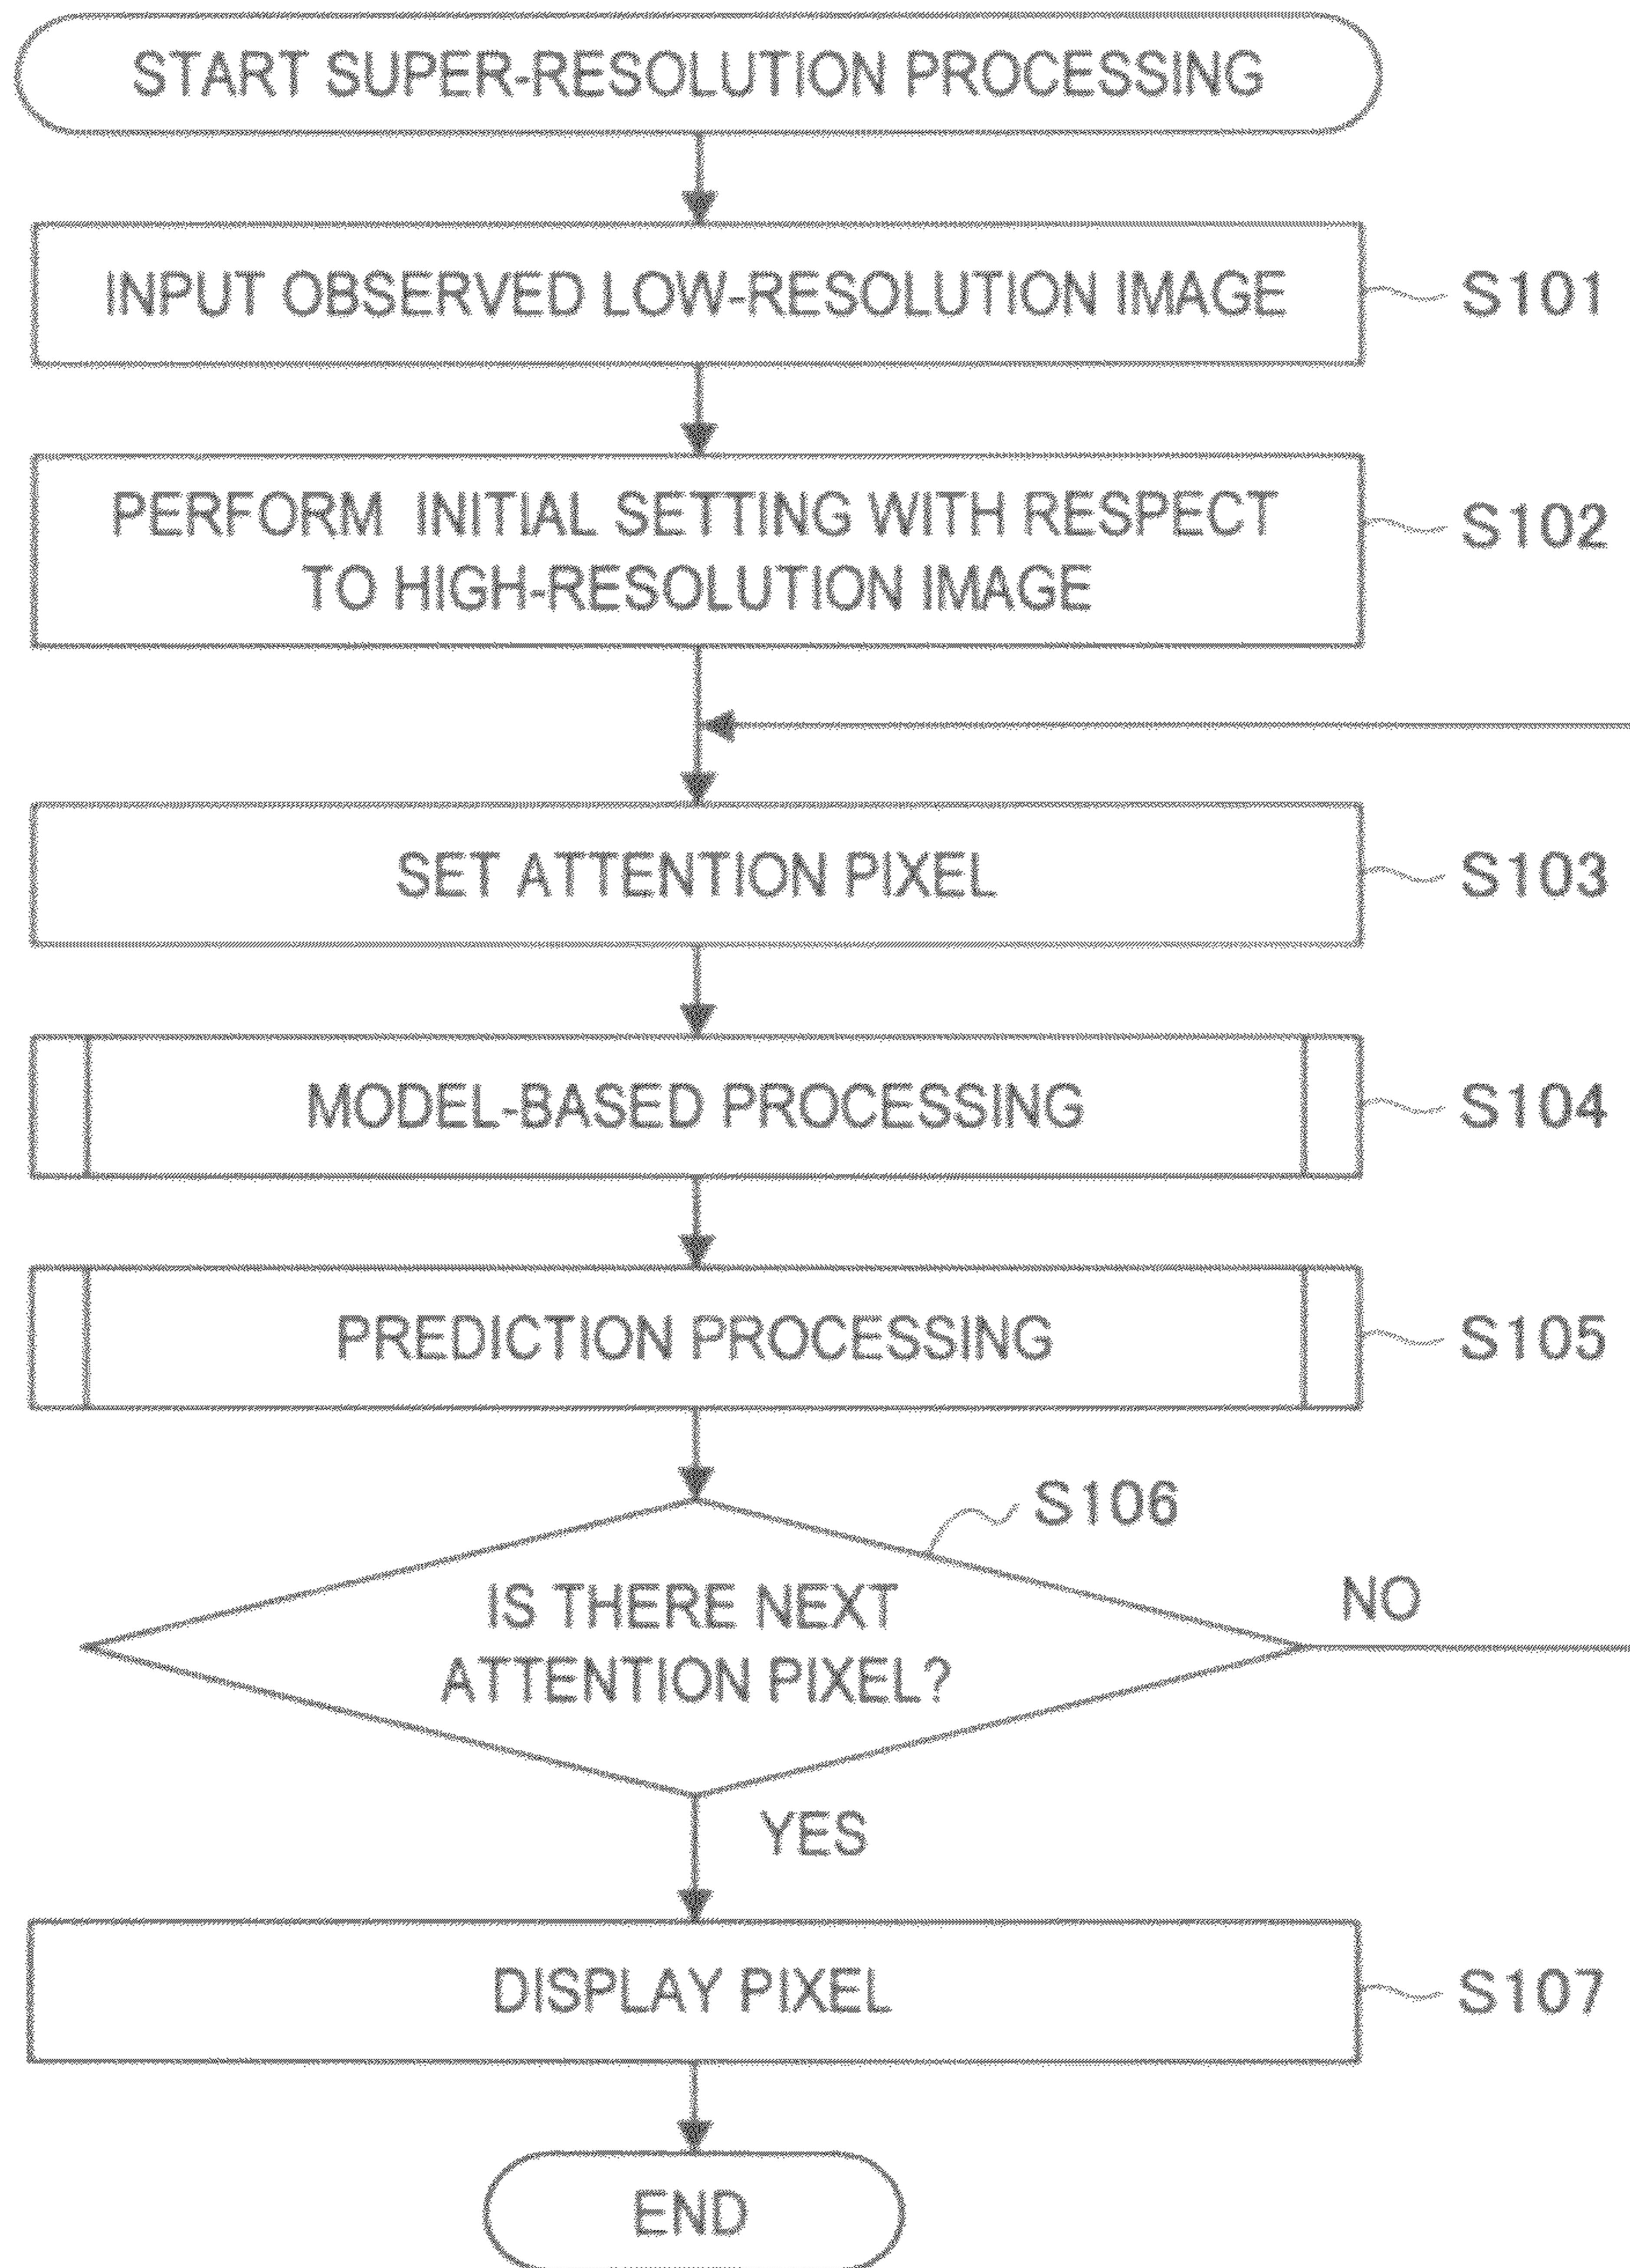 START SUPER-RESOLUTION PROCESSING
INPUT OBSERVED LOW-RESOLUTION IMAGE
S101
PERFORM INITIAL SETTING WITH RESPECT
TO HIGH-RESOLUTION IMAGE
S102
SET ATTENTION PIXEL
S103
MODEL-BASED PROCESSING
S104
PREDICTION PROCESSING
S105
S106
IS THERE NEXT
ATTENTION PIXEL?
NO
YES
DISPLAY PIXEL
S107
END